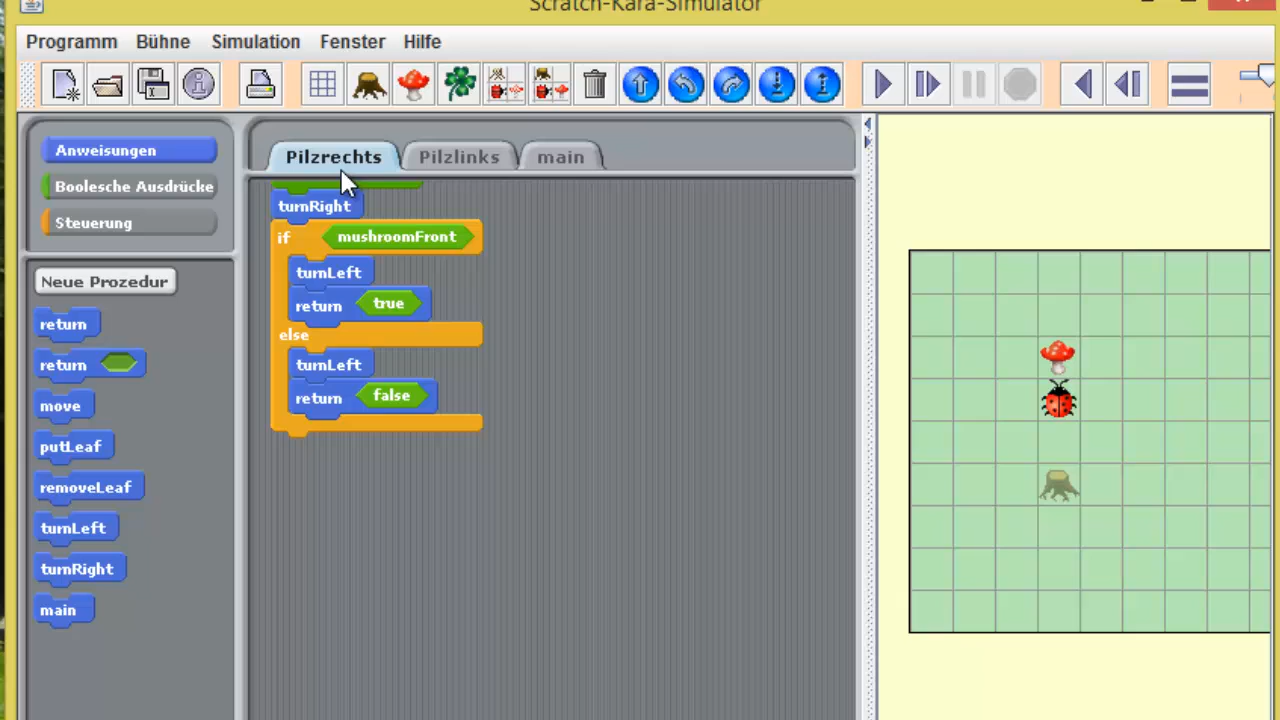 Scratch-Kara-Simulator
Programm Bühne Simulation Fenster Hilfe
Anweisungen
Boolesche Ausdrücke
Steuerung
Neue Prozedur
return
return
move
putLeaf
removeLeaf
turnLeft
turnRight
main
Pilzrechts Pilzlinks main
turnRight
if mushroomFront
turnLeft
return true
else
turnLeft
return false